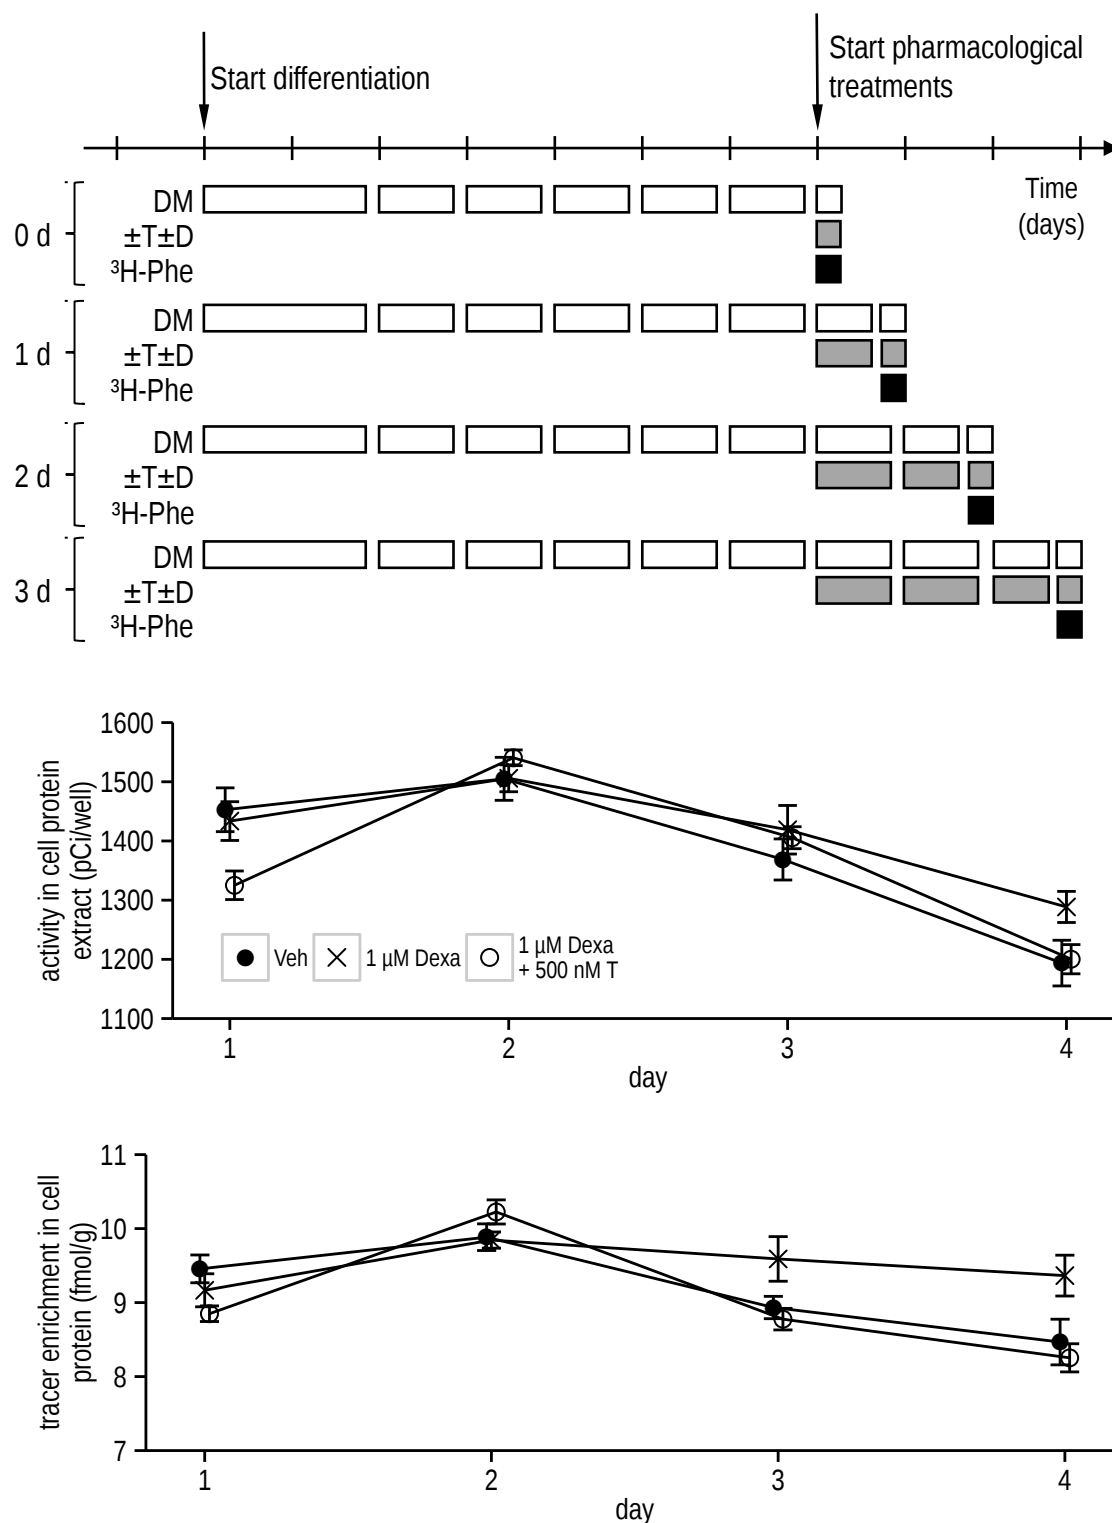 Start differentiation
Start pharmacological
treatments
Time
(days)
0 d
DM
±T±D
³H-Phe
1 d
DM
±T±D
³H-Phe
2 d
DM
±T±D
³H-Phe
3 d
DM
±T±D
³H-Phe
activity in cell protein
extract (pCi/well)
1600
1500
1400
1300
1200
1100
Veh
1 µM Dexa
1 µM Dexa
+ 500 nM T
1 2 3 4
day
tracer enrichment in cell
protein (fmol/g)
11
10
9
8
7
1 2 3 4
day